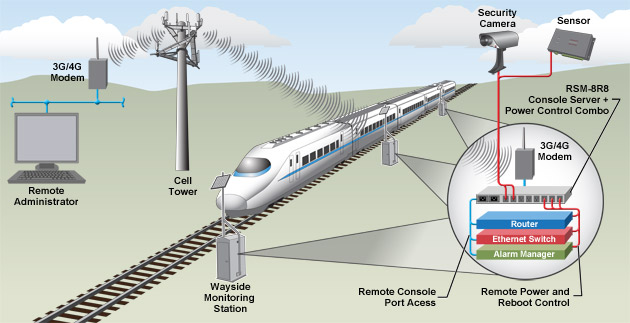 Security
Camera
Sensor
3G/4G
Modem
RSM-8R8
Console Server +
Power Control Combo
3G/4G
Modem
Remote
Administrator
Cell
Tower
Router
Ethernet Switch
Alarm Manager
Wayside
Monitoring
Station
Remote Console
Port Acess
Remote Power and
Reboot Control